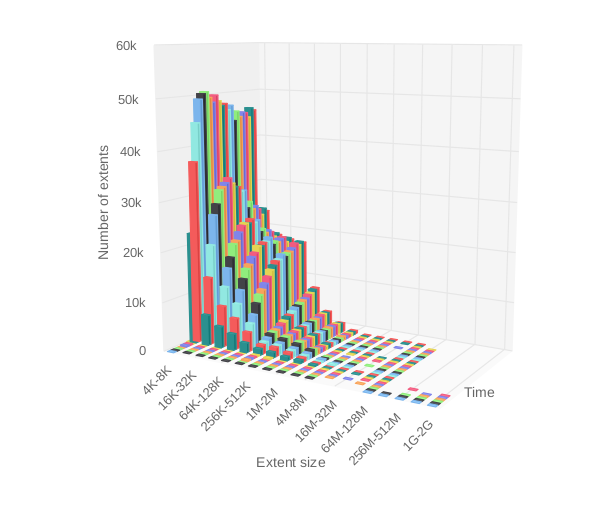 60k
50k
40k
30k
20k
10k
0
Number of extents
4K-8K
16K-32K
64K-128K
256K-512K
1M-2M
4M-8M
16M-32M
64M-128M
256M-512M
1G-2G
Time
Extent size